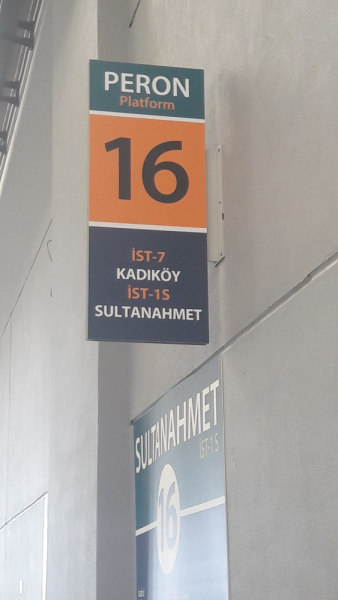 PERON
Platform
16
İST-7
KADIKÖY
İST-1S
SULTANAHMET
SULTANAHMET
İST-1S
16